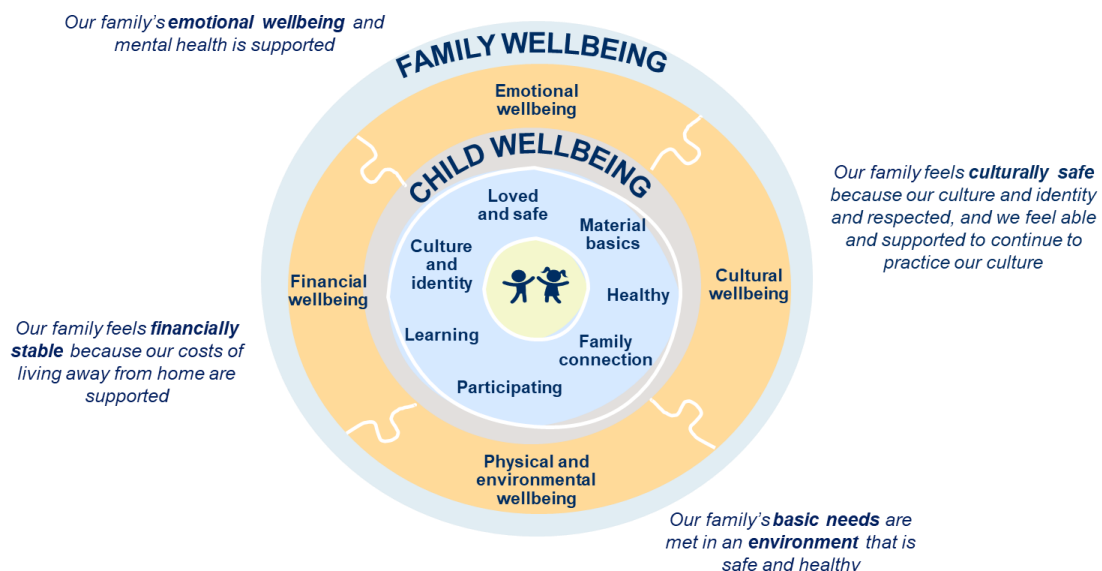 Our family's emotional wellbeing and
mental health is supported
FAMILY WELLBEING
Emotional
wellbeing
CHILD WELLBEING
Loved
and safe
Material
basics
Culture
and
identity
Healthy
Learning
Family
connection
Participating
Financial
wellbeing
Cultural
wellbeing
Physical and
environmental
wellbeing
Our family feels culturally safe
because our culture and identity
and respected, and we feel able
and supported to continue to
practice our culture
Our family feels financially
stable because our costs of
living away from home are
supported
Our family's basic needs are
met in an environment that is
safe and healthy